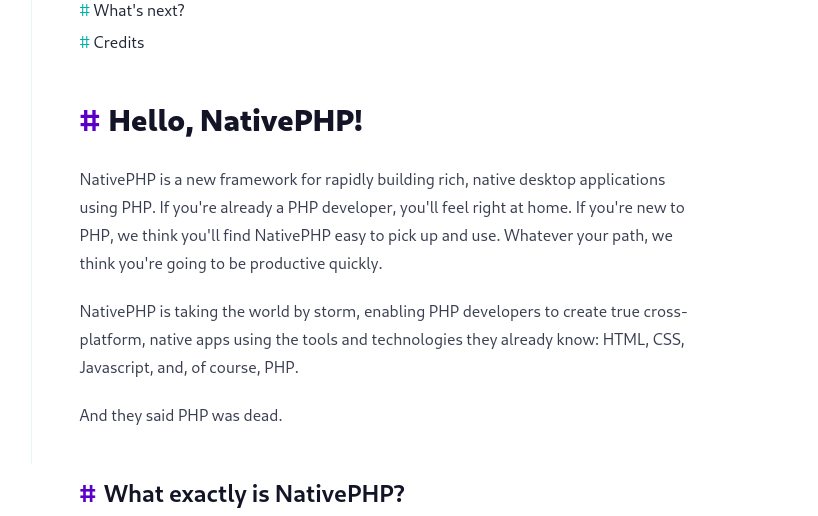 # What's next?
# Credits
# Hello, NativePHP!
NativePHP is a new framework for rapidly building rich, native desktop applications
using PHP. If you're already a PHP developer, you'll feel right at home. If you're new to
PHP, we think you'll find NativePHP easy to pick up and use. Whatever your path, we
think you're going to be productive quickly.
NativePHP is taking the world by storm, enabling PHP developers to create true cross-
platform, native apps using the tools and technologies they already know: HTML, CSS,
Javascript, and, of course, PHP.
And they said PHP was dead.
# What exactly is NativePHP?